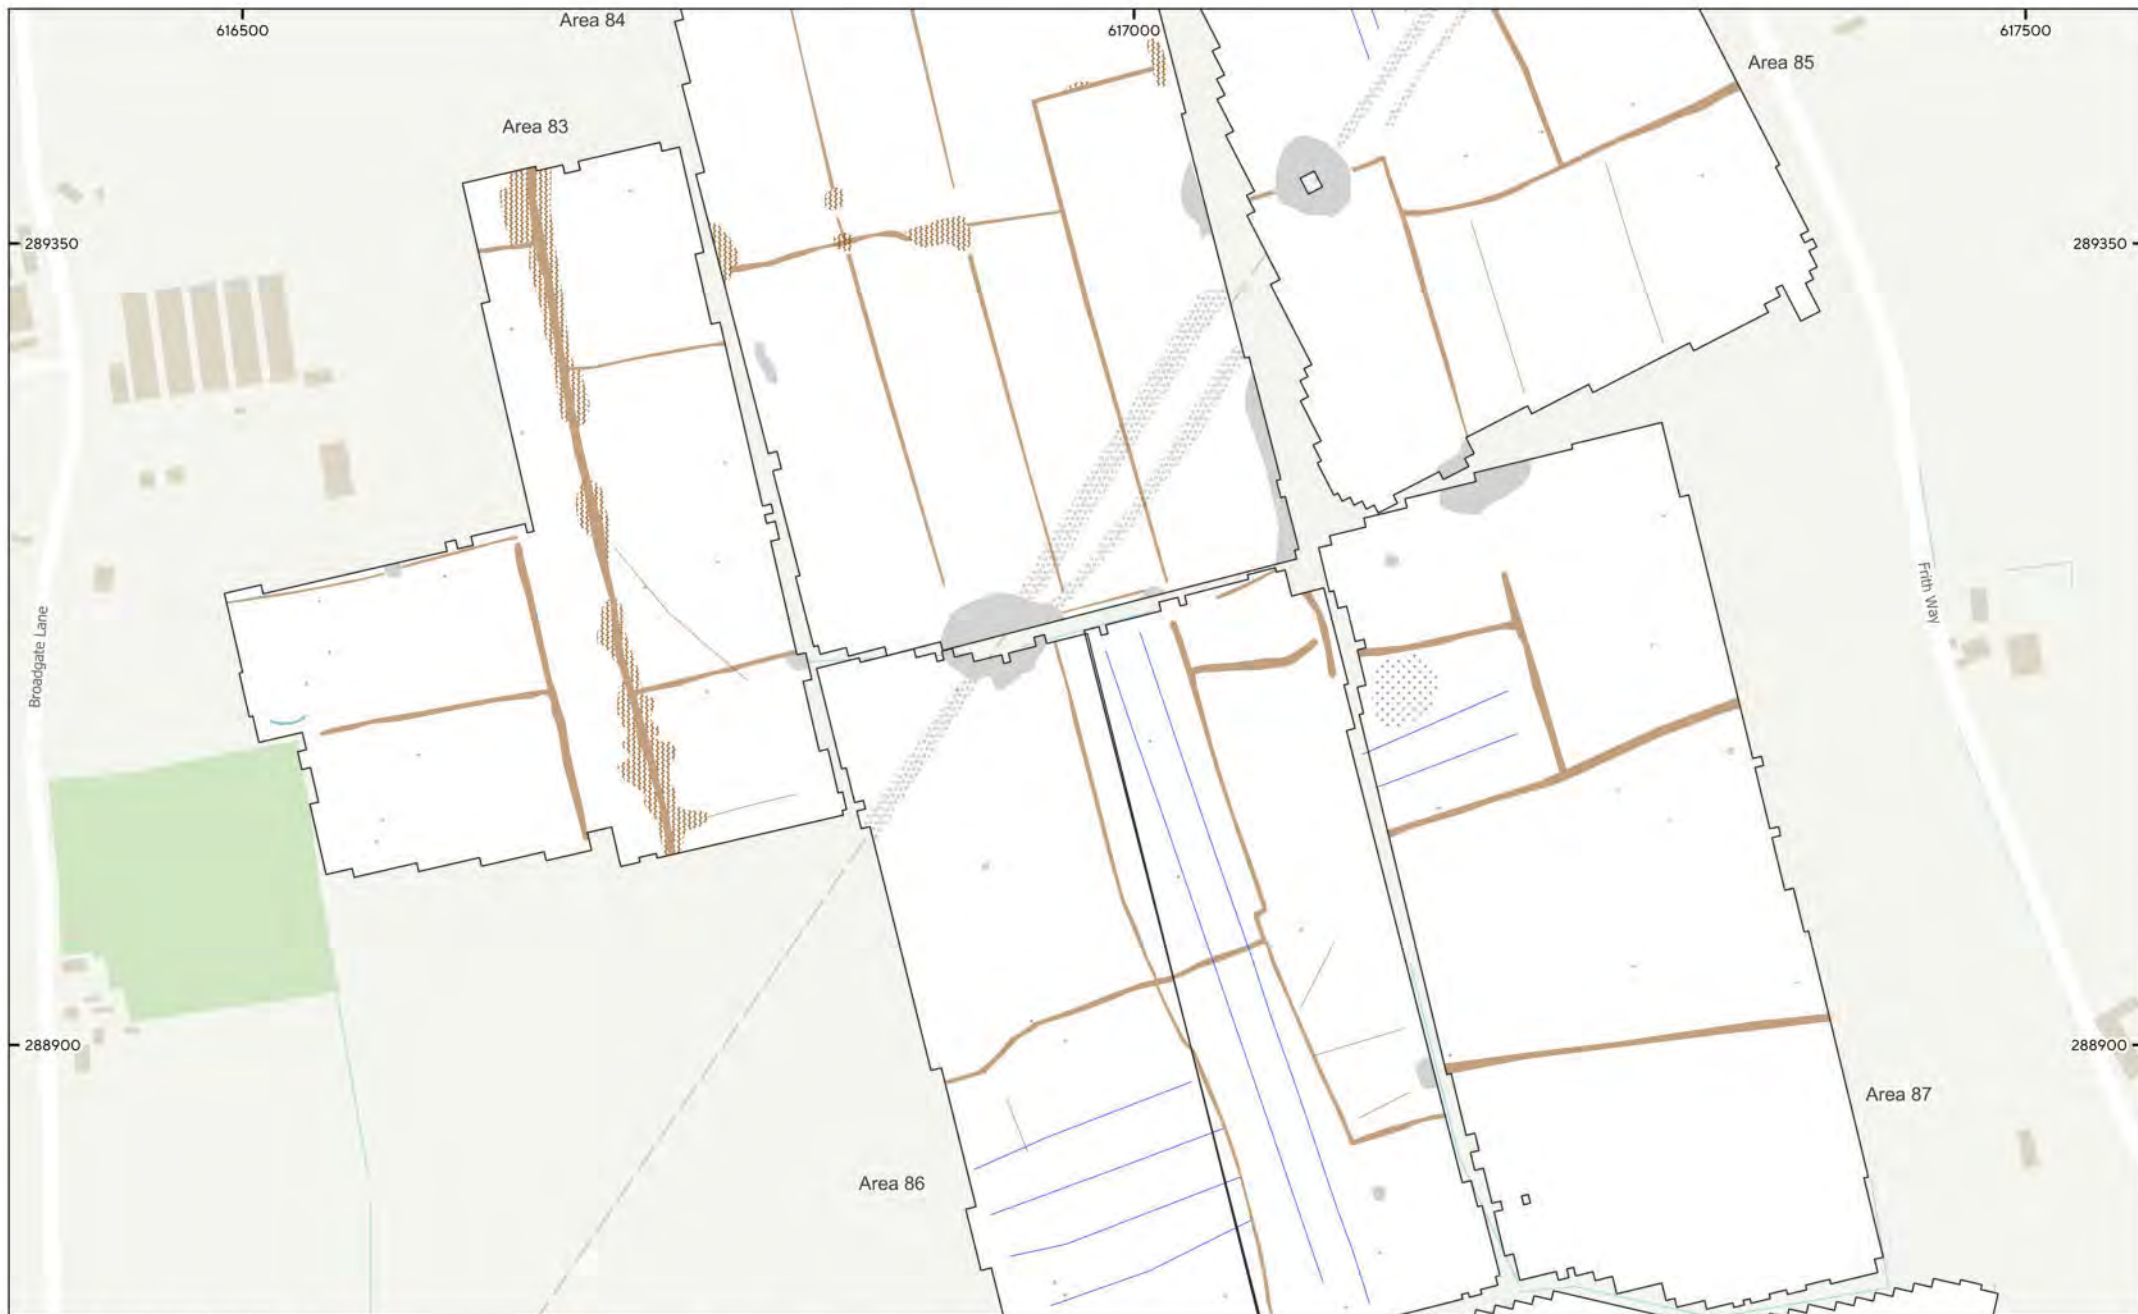 Area 84
616500
617000
617500
Area 85
Area 83
289350
289350
Frith Way
Broadgate Lane
288900
288900
Area 87
Area 86